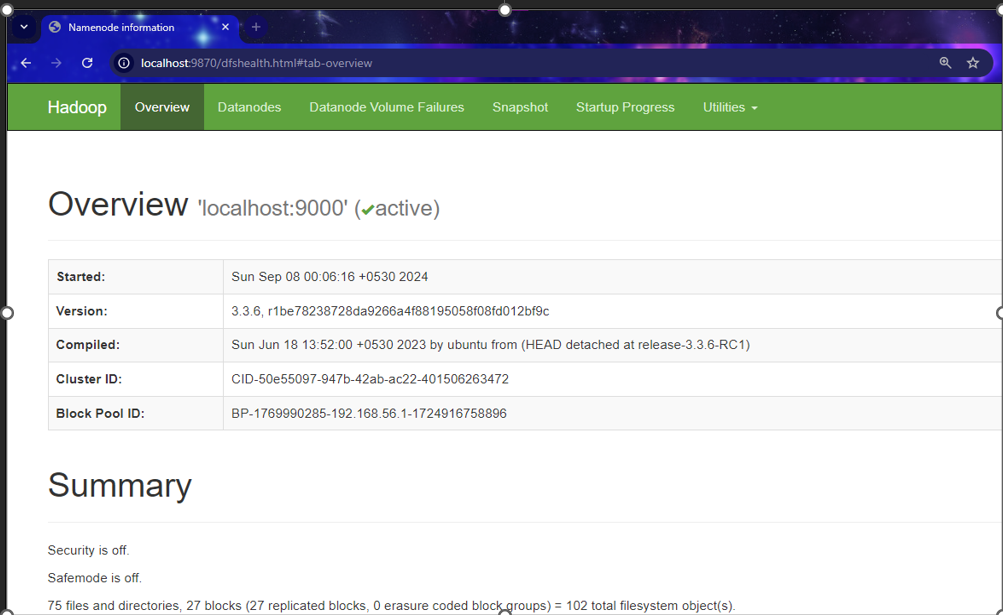 Namenode information
localhost:9870/dfshealth.html#tab-overview
Hadoop Overview Datanodes Datanode Volume Failures Snapshot Startup Progress Utilities
Overview 'localhost:9000' (✔active)
Started: Sun Sep 08 00:06:16 +0530 2024
Version: 3.3.6, r1be78238728da9266a4f88195058f08fd012bf9c
Compiled: Sun Jun 18 13:52:00 +0530 2023 by ubuntu from (HEAD detached at release-3.3.6-RC1)
Cluster ID: CID-50e55097-947b-42ab-ac22-401506263472
Block Pool ID: BP-1769990285-192.168.56.1-1724916758896
Summary
Security is off.
Safemode is off.
75 files and directories, 27 blocks (27 replicated blocks, 0 erasure coded block groups) = 102 total filesystem object(s).